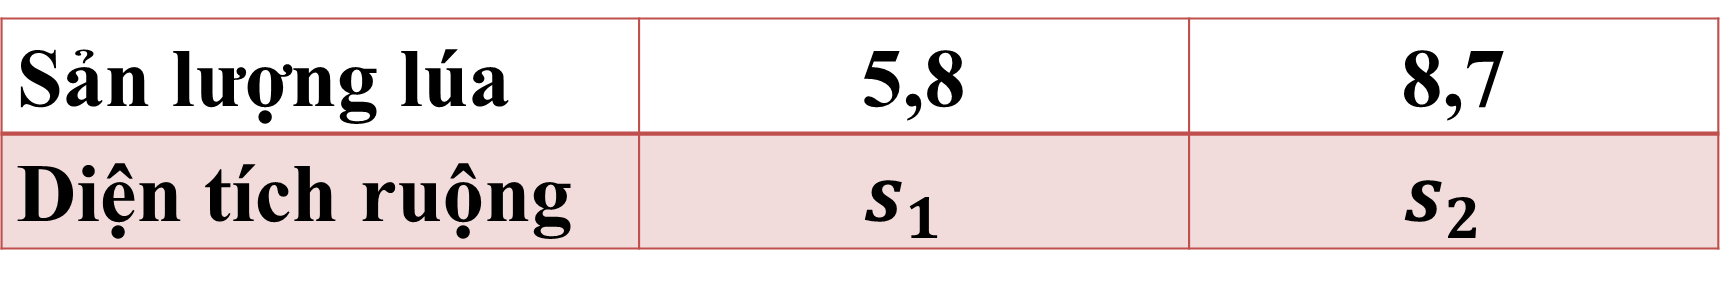 Sản lượng lúa 5,8 8,7
Diện tích ruộng s₁ s₂